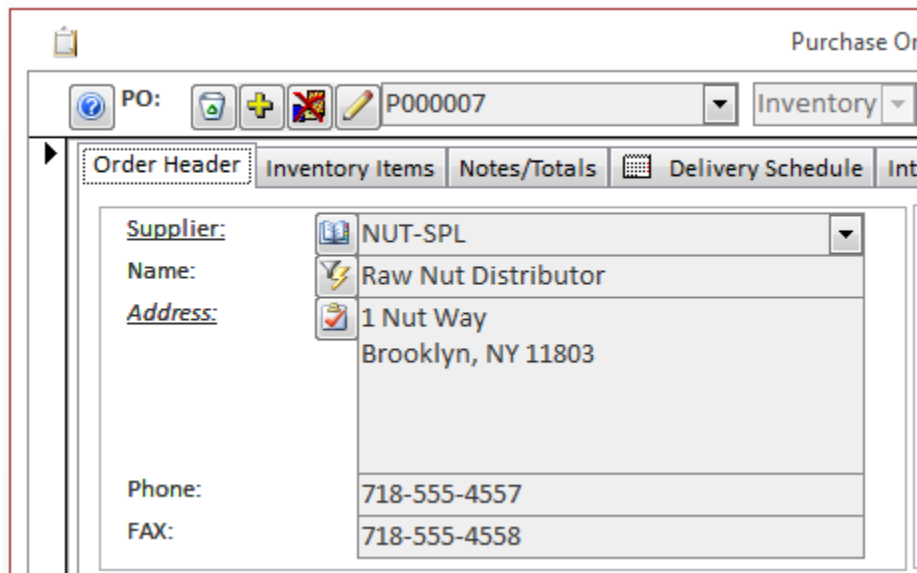 Purchase Or
PO: P000007 Inventory
Order Header Inventory Items Notes/Totals Delivery Schedule Int
Supplier: NUT-SPL
Name: Raw Nut Distributor
Address: 1 Nut Way
Brooklyn, NY 11803
Phone: 718-555-4557
FAX: 718-555-4558